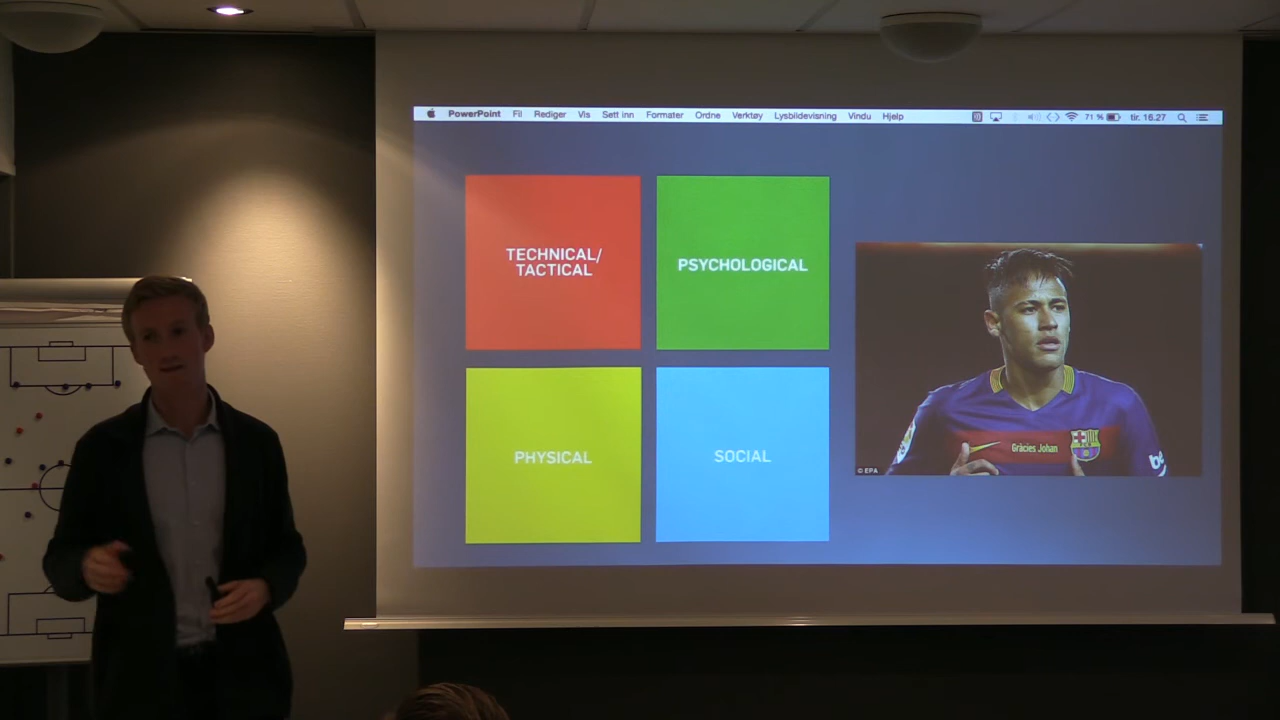 PowerPoint Fil Rediger Vis Sett inn Formater Ordne Verktøy Lysbildevisning Vindu Hjelp 71 % tir. 16.27
TECHNICAL/
TACTICAL
PSYCHOLOGICAL
PHYSICAL
SOCIAL
Gràcies Johan
be
© EPA